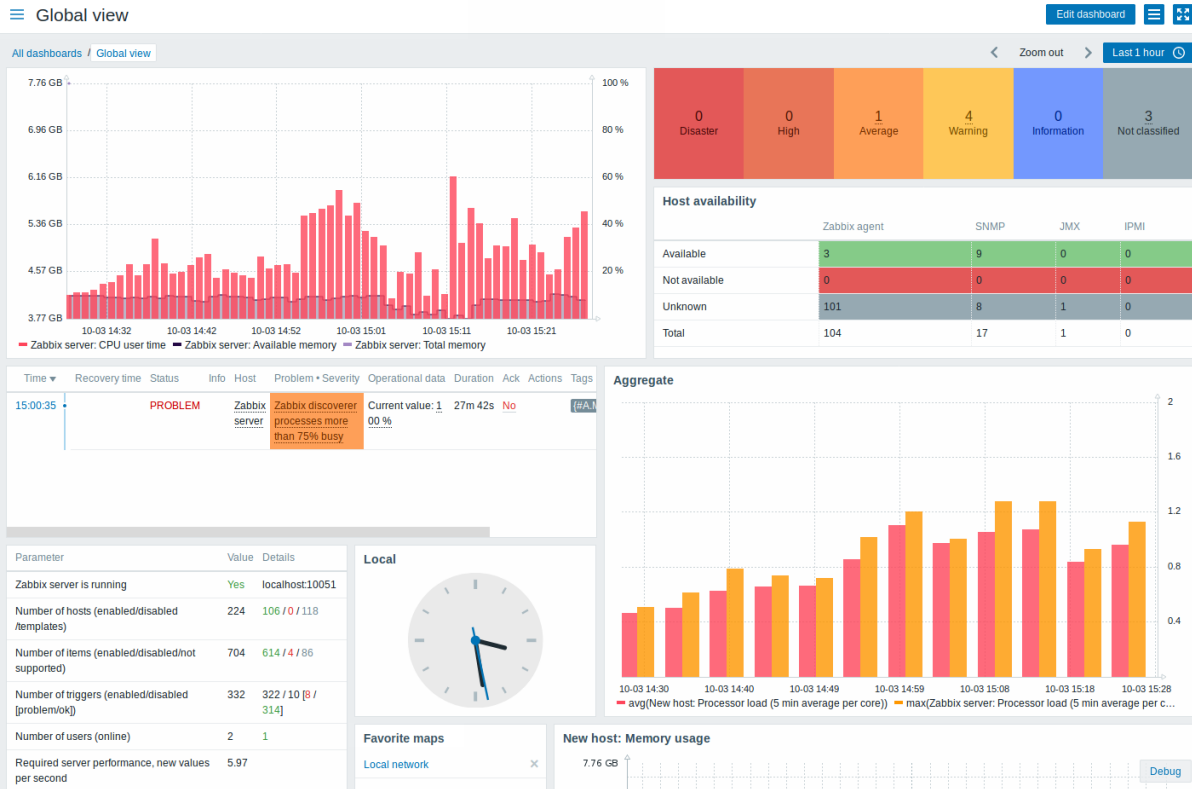 Global view
Edit dashboard
All dashboards / Global view
Zoom out
Last 1 hour
7.76 GB
6.96 GB
6.16 GB
5.36 GB
4.57 GB
3.77 GB
100 %
80 %
60 %
40 %
20 %
10-03 14:32 10-03 14:42 10-03 14:52 10-03 15:01 10-03 15:11 10-03 15:21
Zabbix server: CPU user time Zabbix server: Available memory Zabbix server: Total memory
0 0 1 4 0 3
Disaster High Average Warning Information Not classified
Host availability
Zabbix agent SNMP JMX IPMI
Available 3 9 0 0
Not available 0 0 0 0
Unknown 101 8 1 0
Total 104 17 1 0
Time Recovery time Status Info Host Problem • Severity Operational data Duration Ack Actions Tags
15:00:35 PROBLEM Zabbix Zabbix discoverer Current value: 1 27m 42s No {#A.M
server processes more 00 %
than 75% busy
Aggregate
2
1.6
1.2
0.8
0.4
10-03 14:30 10-03 14:40 10-03 14:49 10-03 14:59 10-03 15:08 10-03 15:18 10-03 15:28
avg(New host: Processor load (5 min average per core)) max(Zabbix server: Processor load (5 min average per c...
Parameter Value Details
Zabbix server is running Yes localhost:10051
Number of hosts (enabled/disabled 224 106 / 0 / 118
/templates)
Number of items (enabled/disabled/not 704 614 / 4 / 86
supported)
Number of triggers (enabled/disabled 332 322 / 10 [8 /
[problem/ok]) 314]
Number of users (online) 2 1
Required server performance, new values 5.97
per second
Local
Favorite maps
Local network
New host: Memory usage
7.76 GB
Debug